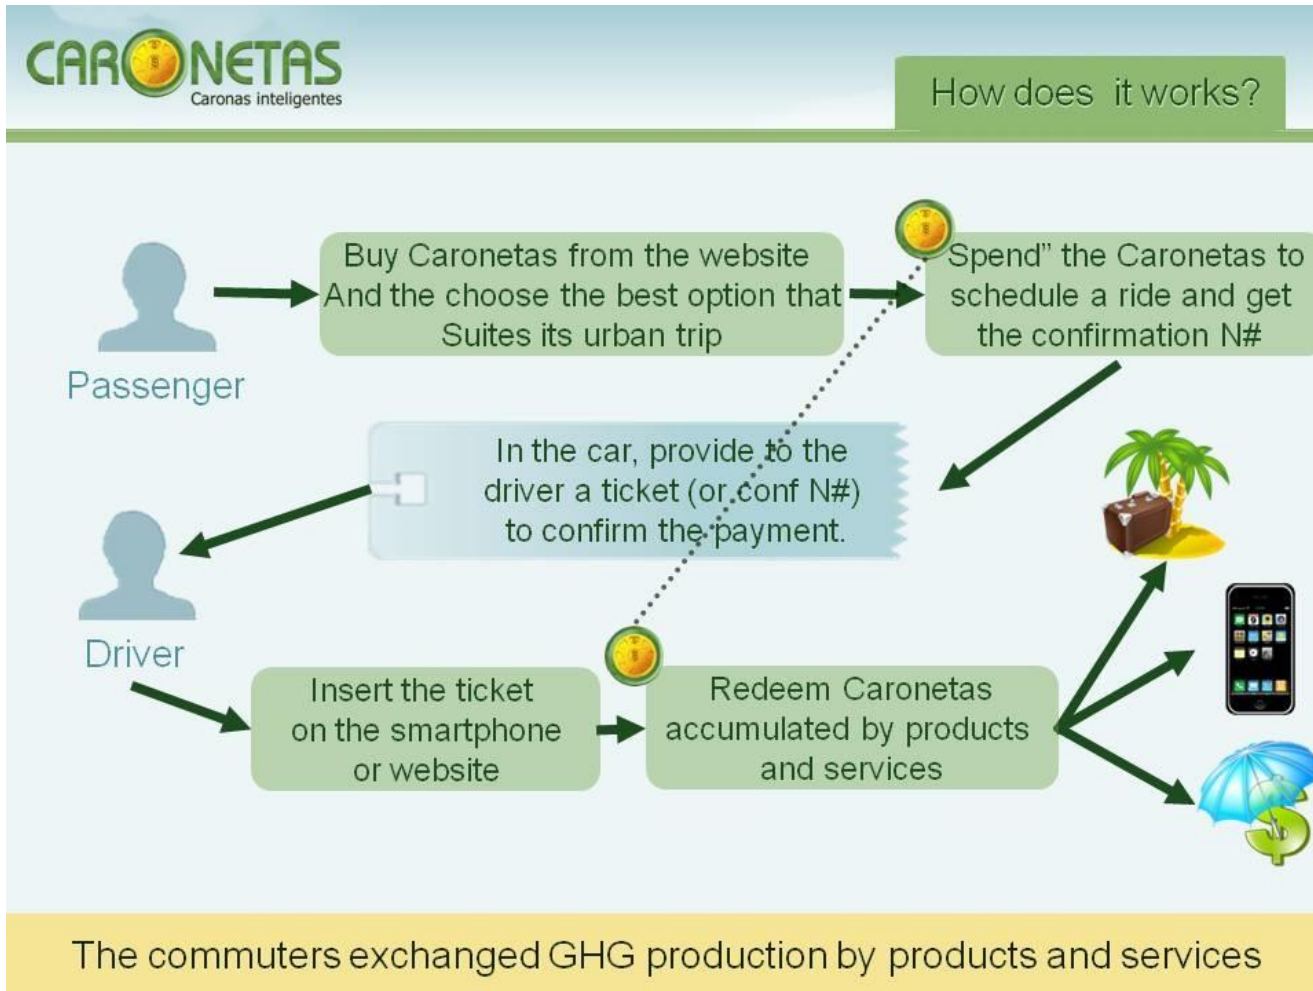 CARONETAS
Caronas inteligentes
How does it works?
Buy Caronetas from the website
And the choose the best option that
Suites its urban trip
Spend” the Caronetas to
schedule a ride and get
the confirmation N#
Passenger
In the car, provide to the
driver a ticket (or conf N#)
to confirm the payment.
Driver
Insert the ticket
on the smartphone
or website
Redeem Caronetas
accumulated by products
and services
$
The commuters exchanged GHG production by products and services